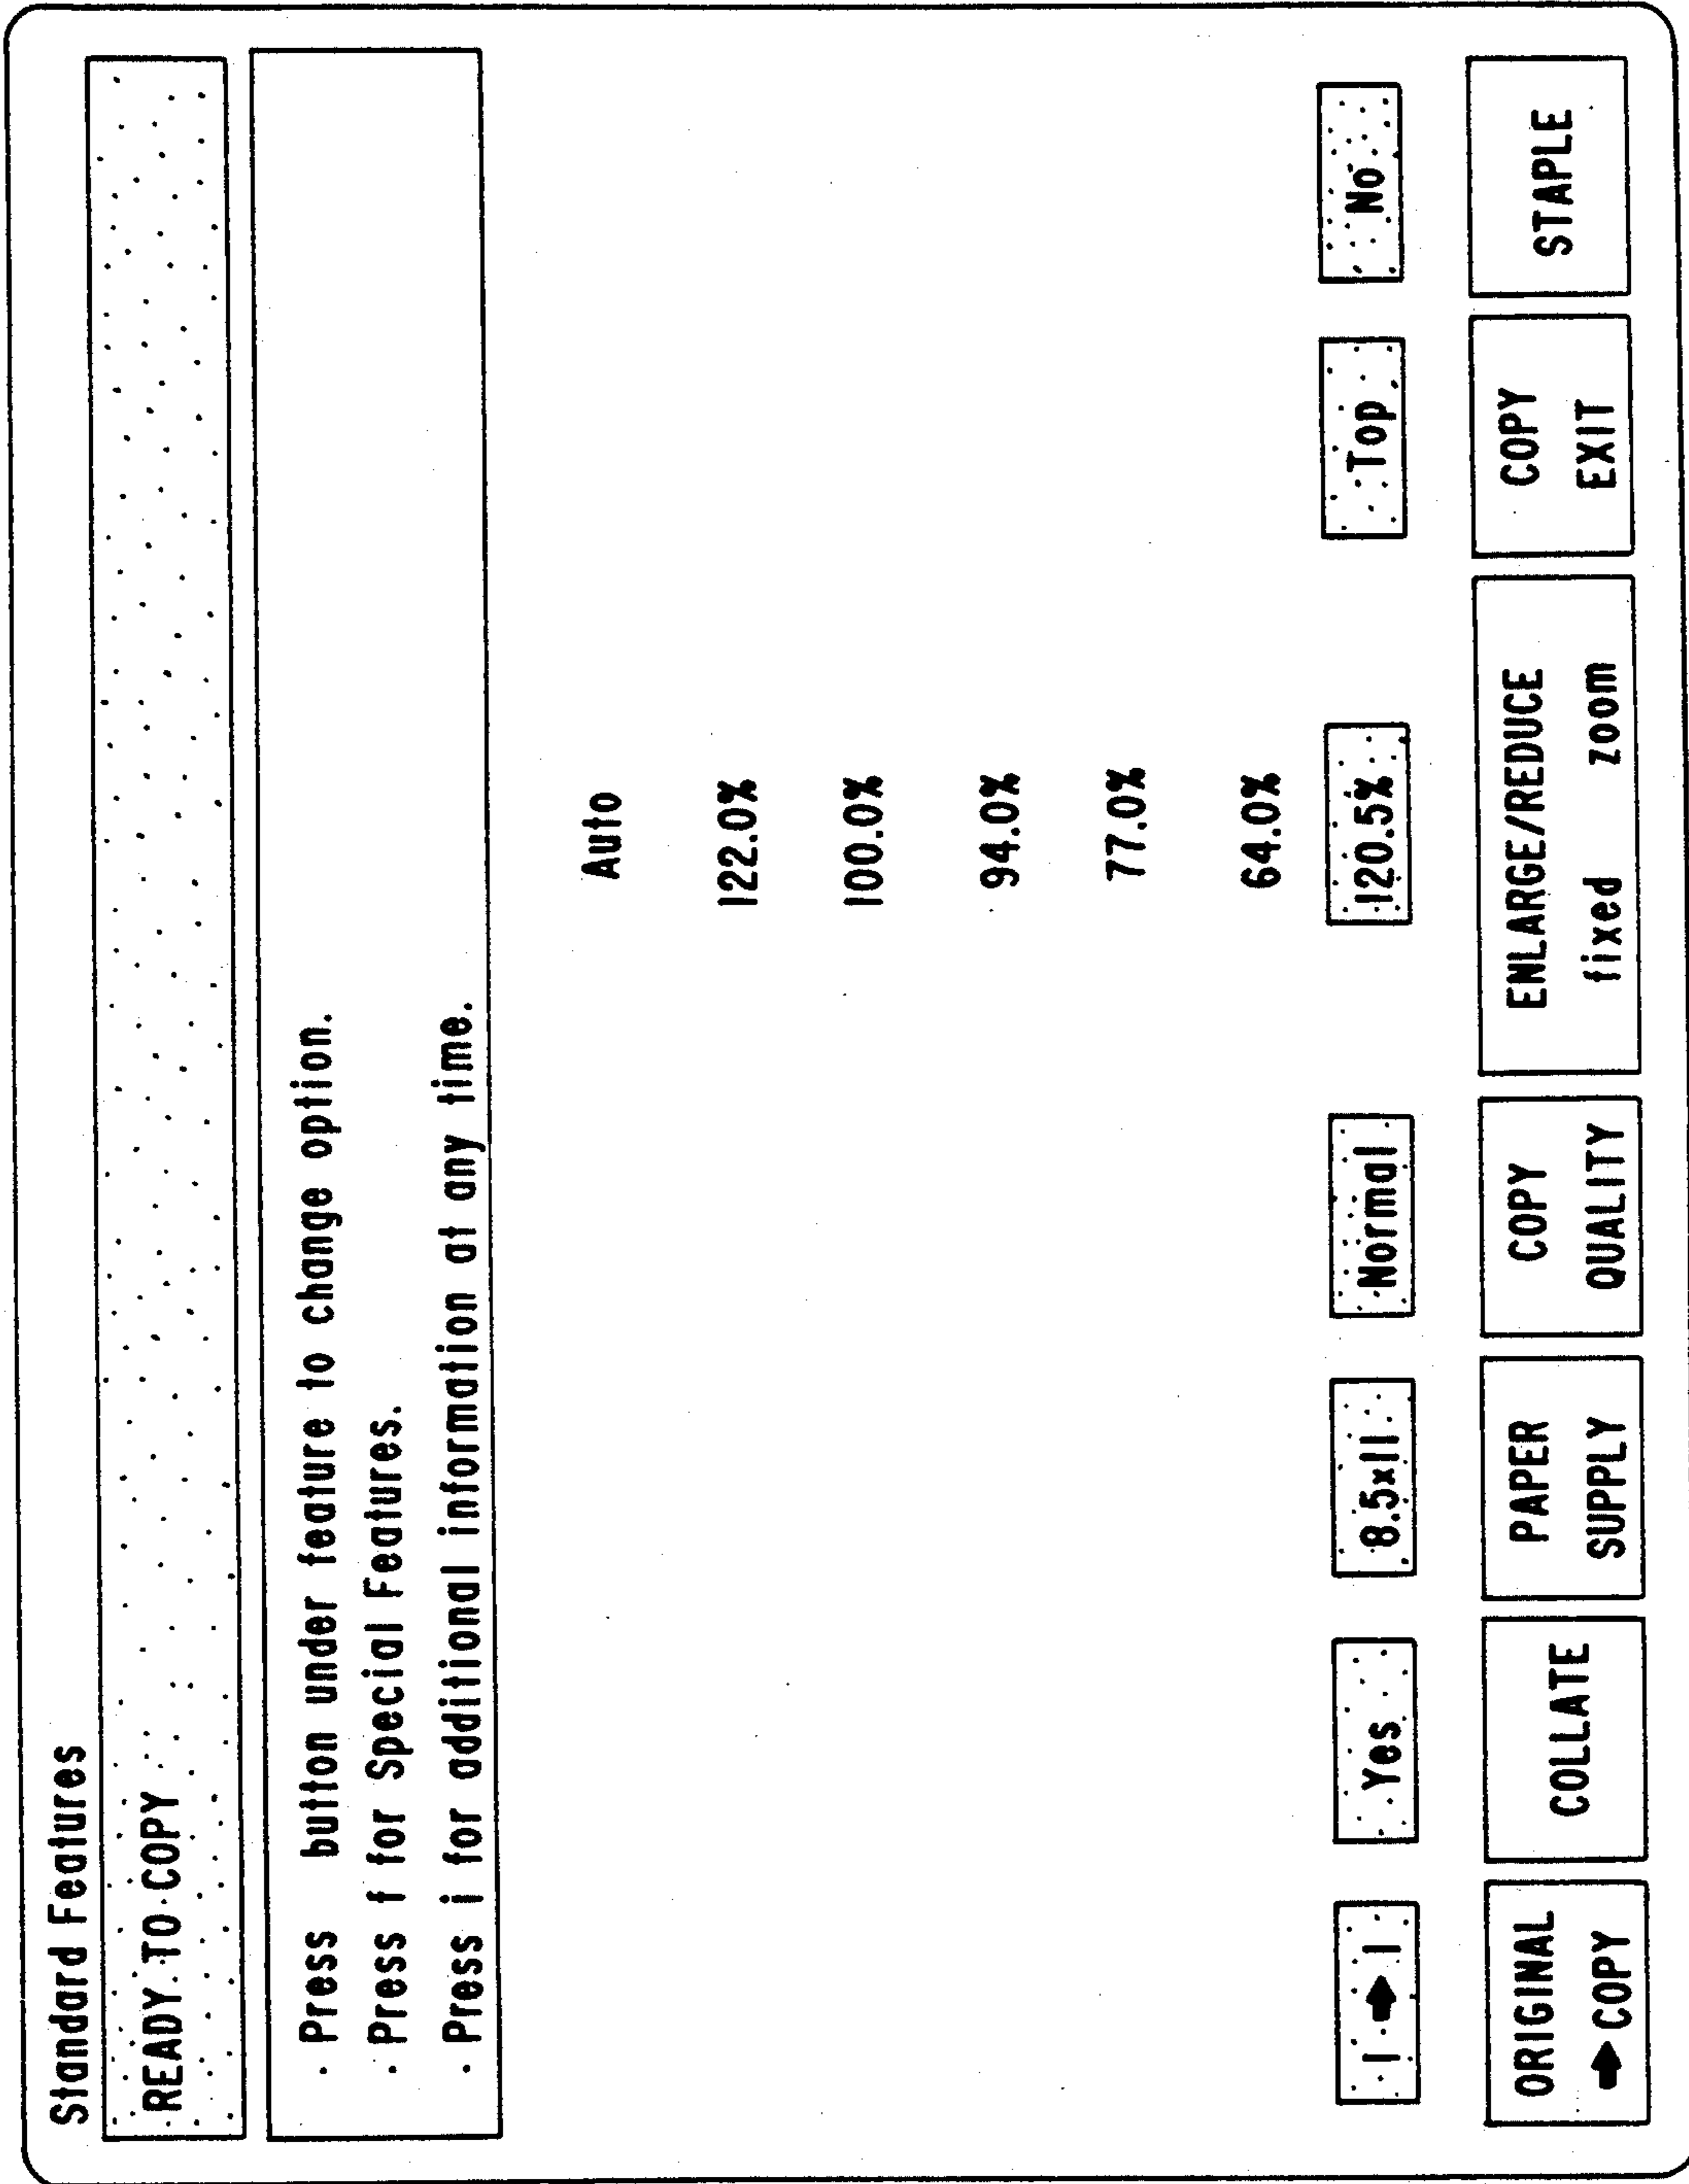 Standard Features
READY TO COPY
· Press button under feature to change option.
· Press f for Special Features.
· Press i for additional information at any time.
Auto
122.0%
100.0%
94.0%
77.0%
64.0%
1 ➡ 1 Yes 8.5x11 Normal 120.5% Top No
ORIGINAL
➡ COPY
COLLATE
PAPER
SUPPLY
COPY
QUALITY
ENLARGE/REDUCE
fixed zoom
COPY
EXIT
STAPLE